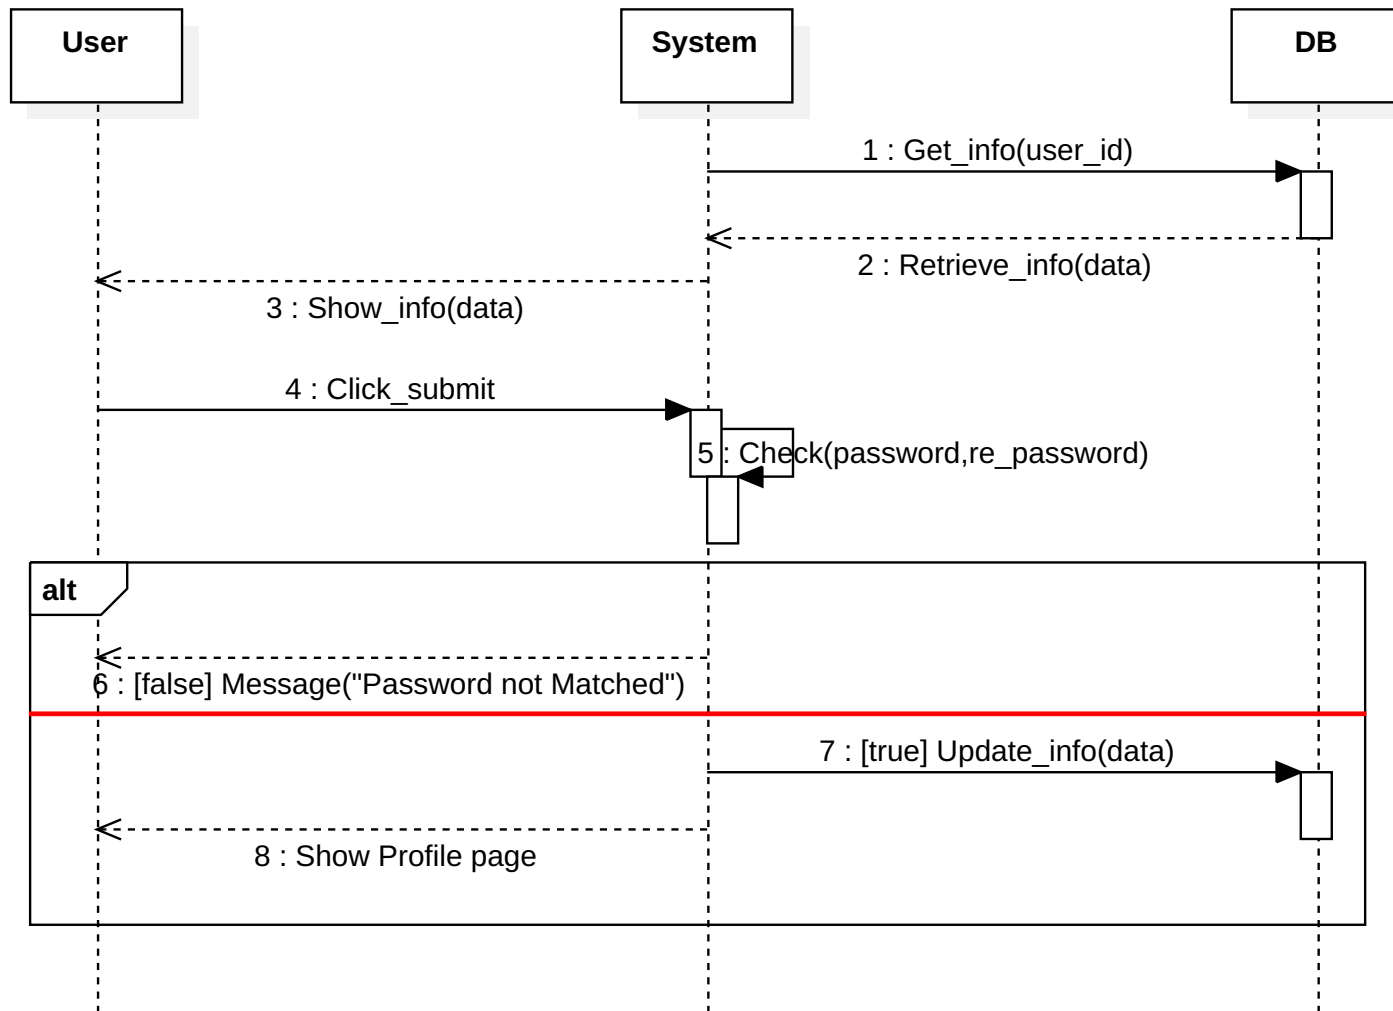 User
System
DB
1 : Get_info(user_id)
2 : Retrieve_info(data)
3 : Show_info(data)
4 : Click_submit
5 : Check(password,re_password)
alt
6 : [false] Message("Password not Matched")
7 : [true] Update_info(data)
8 : Show Profile page